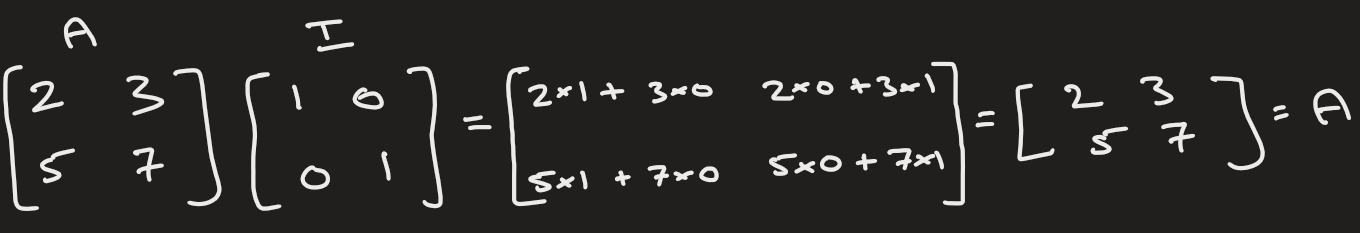 A I
[2 3 [1 0 = [2×1 + 3×0 2×0 + 3×1 = [2 3 = A
5 7] 0 1] 5×1 + 7×0 5×0 + 7×1] 5 7]